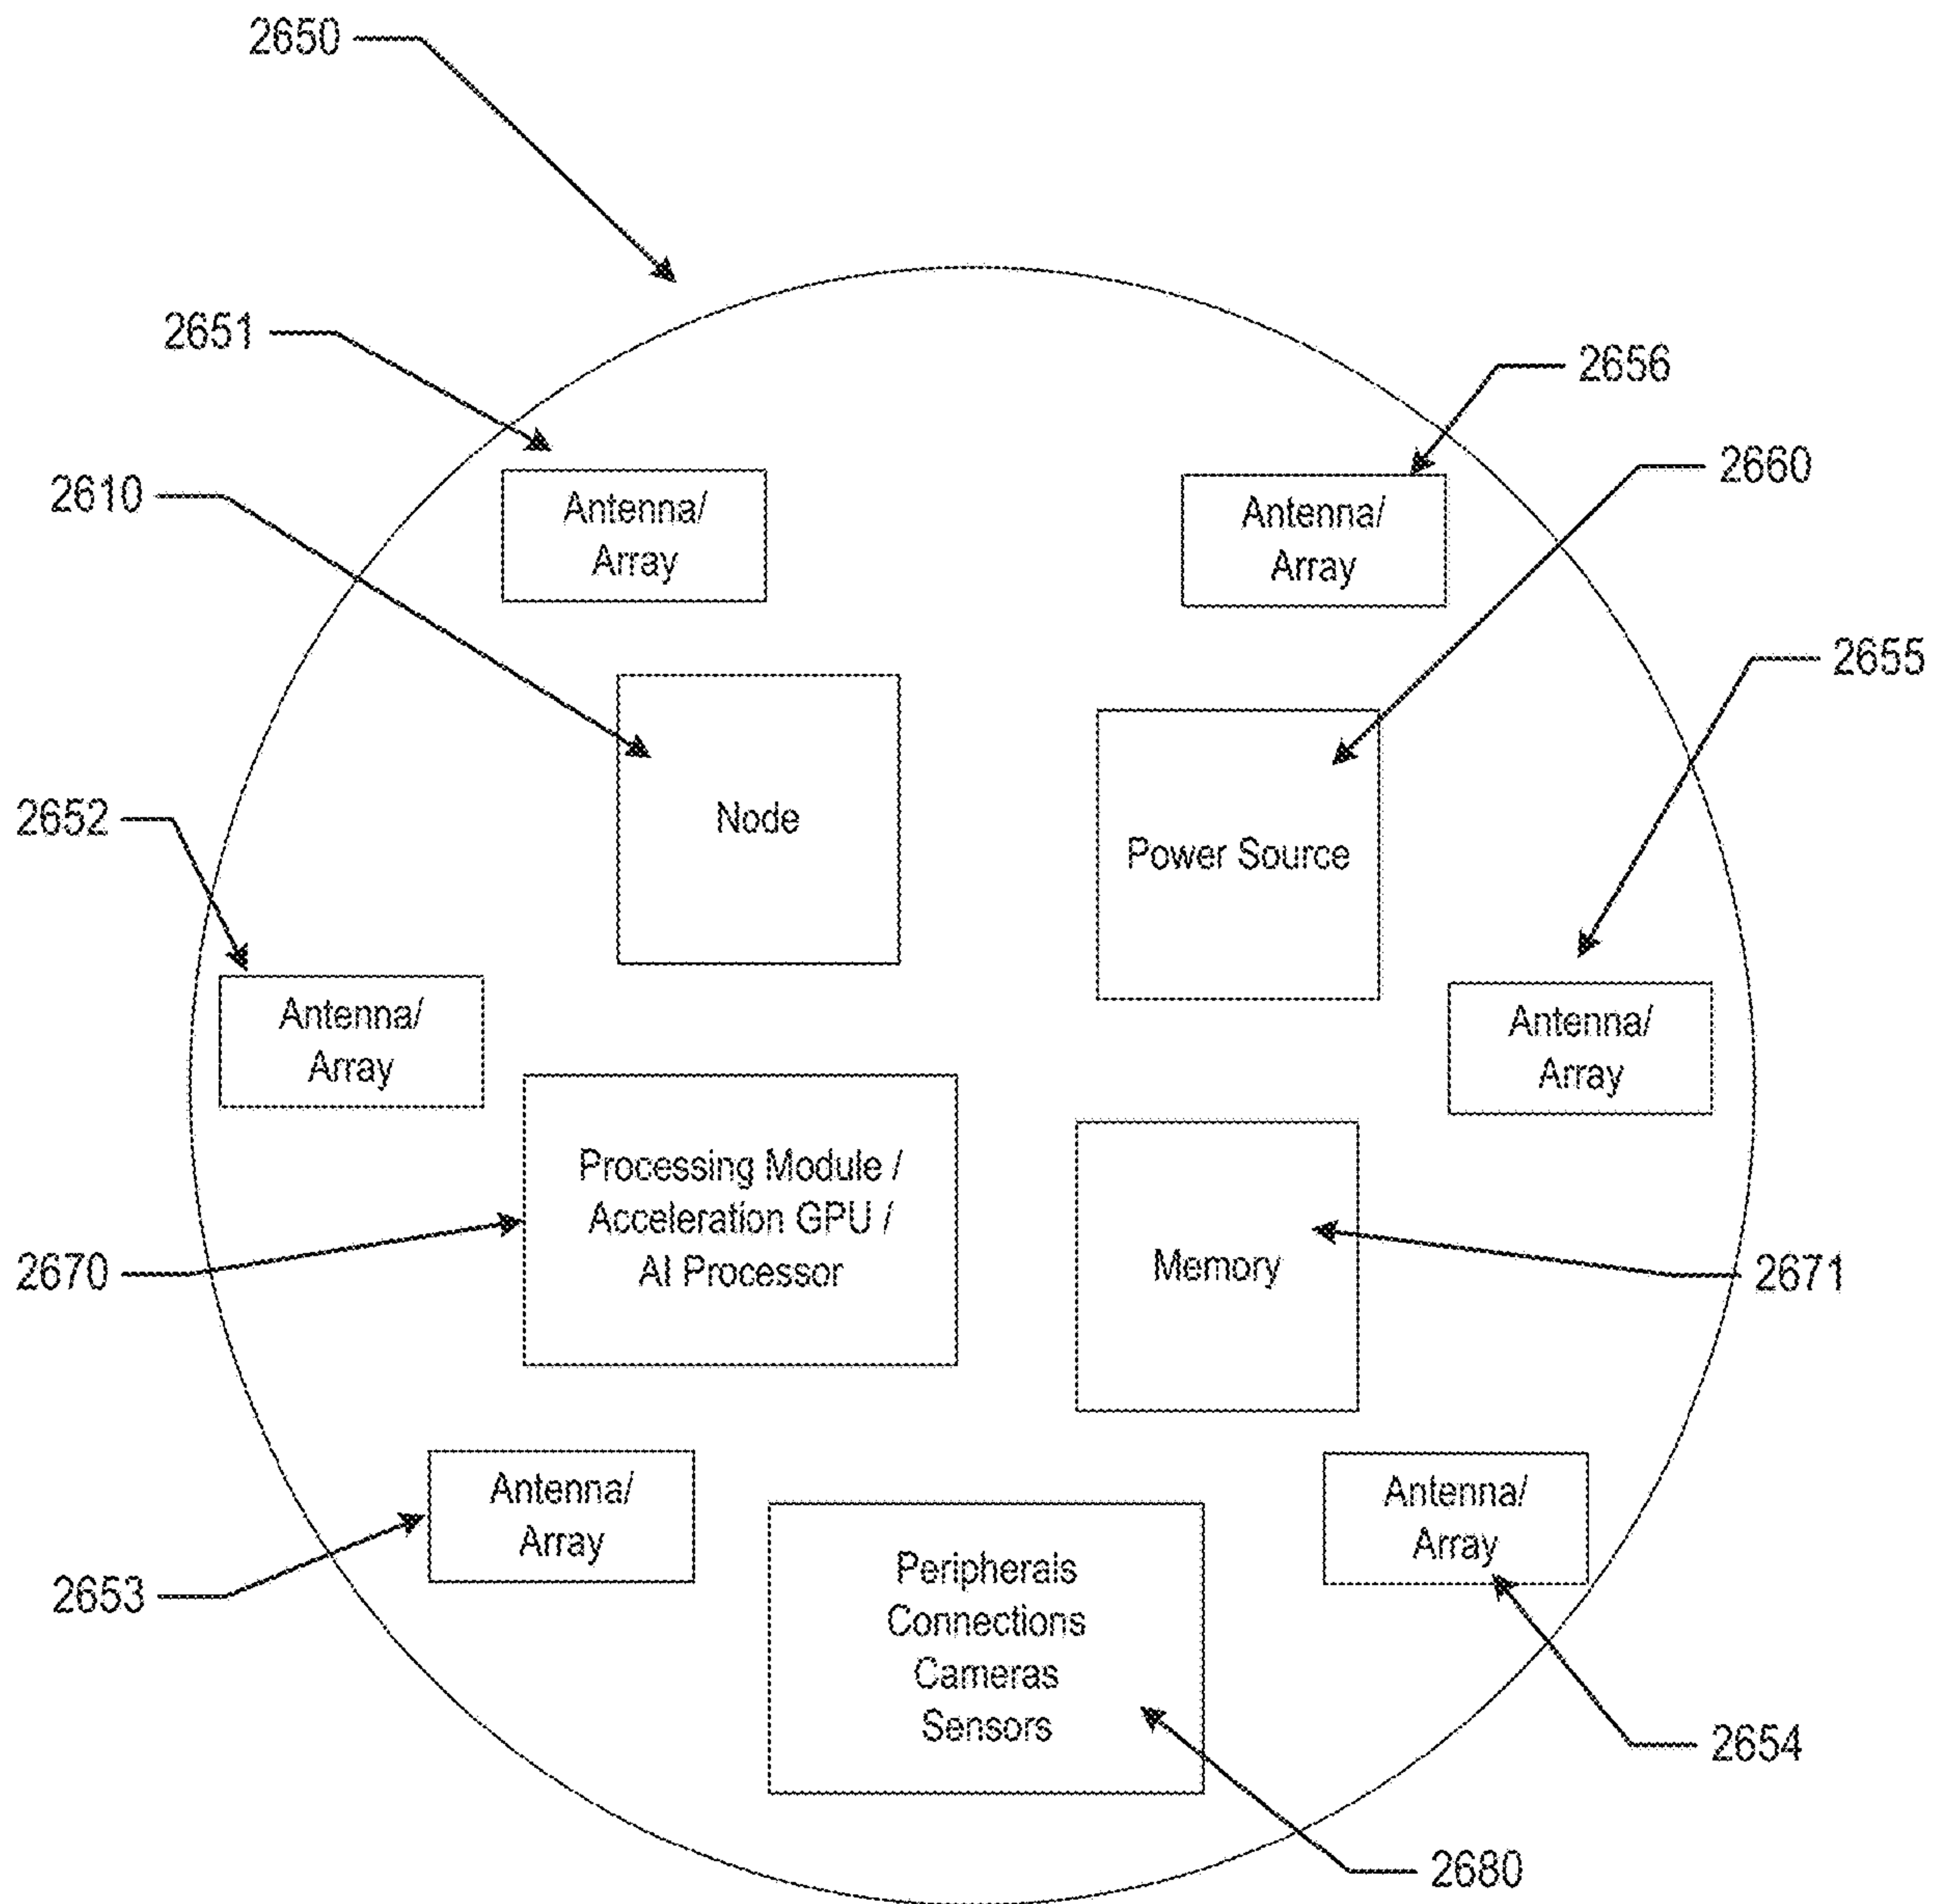 2650
2651
2656
Antenna/
Array
Antenna/
Array
2610
2660
2655
Node
Power Source
2652
Antenna/
Array
Antenna/
Array
Processing Module /
Acceleration GPU /
AI Processor
Memory
2670
2671
Antenna/
Array
Antenna/
Array
2653
Peripherals
Connections
Cameras
Sensors
2654
2680